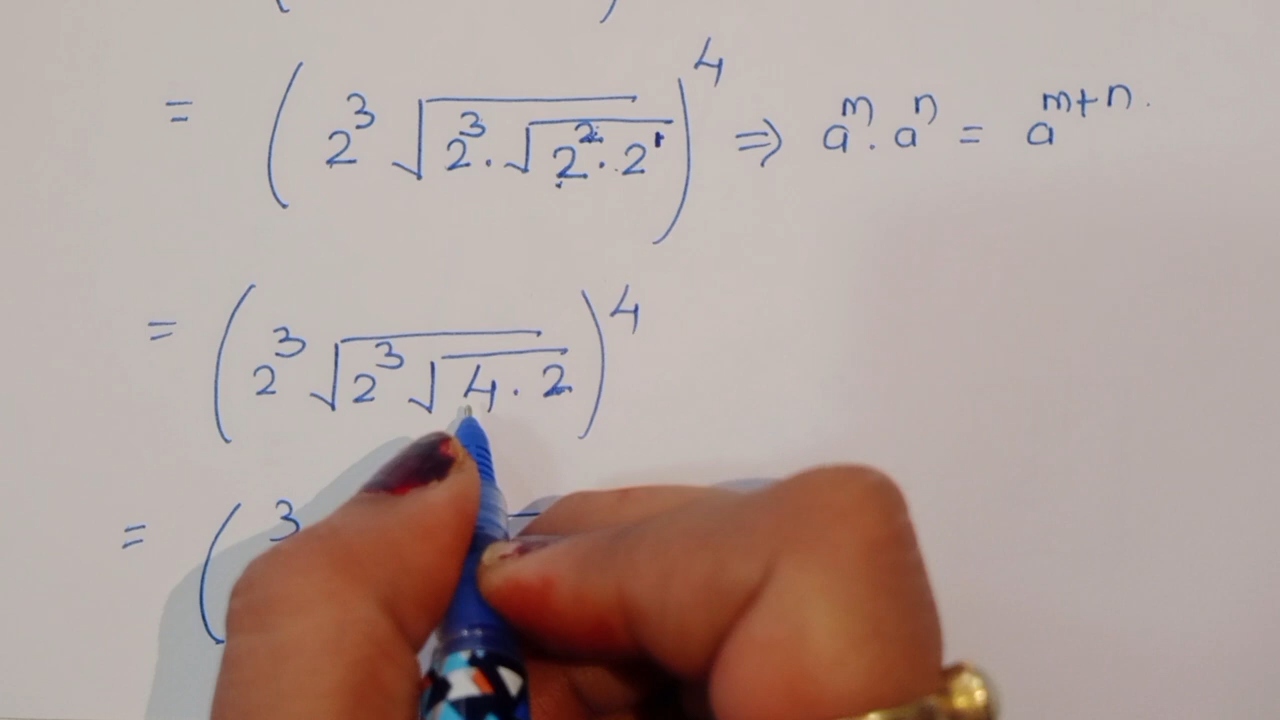 = (2³ √(2³ · √(2² · 2¹)))⁴ ⇒ aᵐ · aⁿ = aᵐ⁺ⁿ.
= (2³ √(2³ √(4 · 2)))⁴
= ( 3